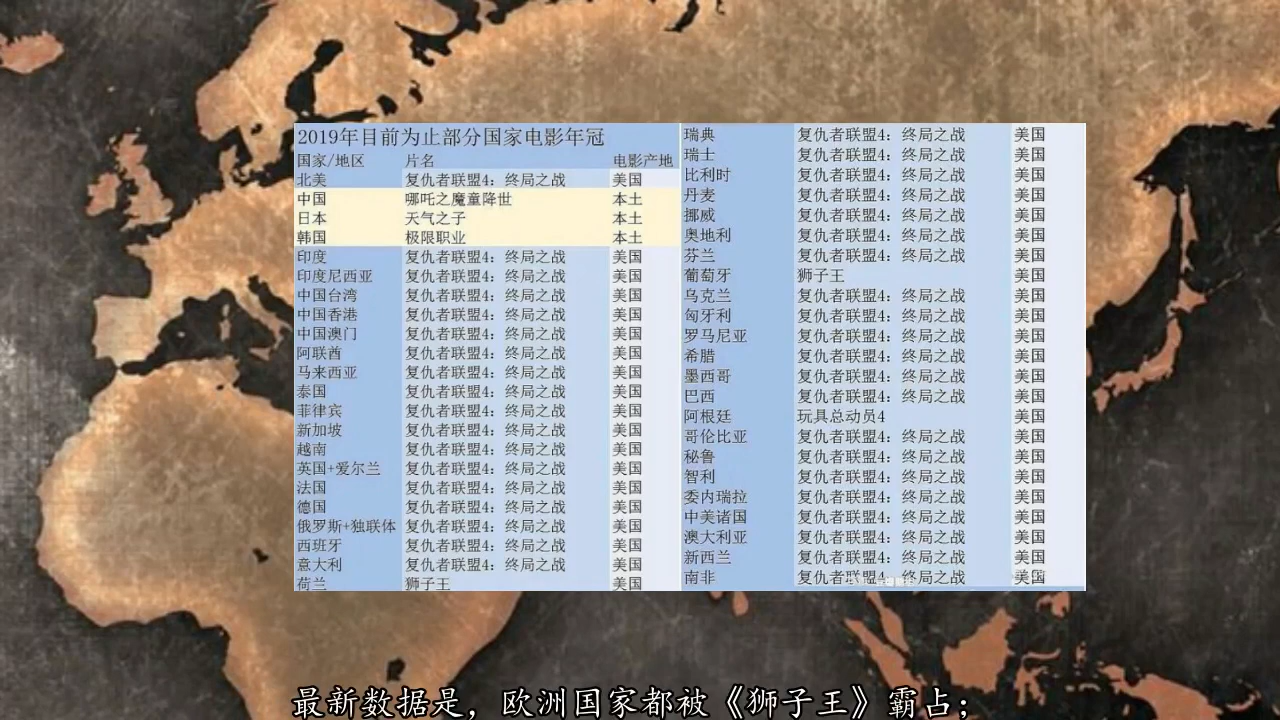 2019年目前为止部分国家电影年冠
国家/地区 片名 电影产地
北美 复仇者联盟4：终局之战 美国
中国 哪吒之魔童降世 本土
日本 天气之子 本土
韩国 极限职业 本土
印度 复仇者联盟4：终局之战 美国
印度尼西亚 复仇者联盟4：终局之战 美国
中国台湾 复仇者联盟4：终局之战 美国
中国香港 复仇者联盟4：终局之战 美国
中国澳门 复仇者联盟4：终局之战 美国
阿联酋 复仇者联盟4：终局之战 美国
马来西亚 复仇者联盟4：终局之战 美国
泰国 复仇者联盟4：终局之战 美国
菲律宾 复仇者联盟4：终局之战 美国
新加坡 复仇者联盟4：终局之战 美国
越南 复仇者联盟4：终局之战 美国
英国+爱尔兰 复仇者联盟4：终局之战 美国
法国 复仇者联盟4：终局之战 美国
德国 复仇者联盟4：终局之战 美国
俄罗斯+独联体 复仇者联盟4：终局之战 美国
西班牙 复仇者联盟4：终局之战 美国
意大利 复仇者联盟4：终局之战 美国
荷兰 狮子王 美国
瑞典 复仇者联盟4：终局之战 美国
瑞士 复仇者联盟4：终局之战 美国
比利时 复仇者联盟4：终局之战 美国
丹麦 复仇者联盟4：终局之战 美国
挪威 复仇者联盟4：终局之战 美国
奥地利 复仇者联盟4：终局之战 美国
芬兰 复仇者联盟4：终局之战 美国
葡萄牙 狮子王 美国
乌克兰 复仇者联盟4：终局之战 美国
匈牙利 复仇者联盟4：终局之战 美国
罗马尼亚 复仇者联盟4：终局之战 美国
希腊 复仇者联盟4：终局之战 美国
墨西哥 复仇者联盟4：终局之战 美国
巴西 复仇者联盟4：终局之战 美国
阿根廷 玩具总动员4 美国
哥伦比亚 复仇者联盟4：终局之战 美国
秘鲁 复仇者联盟4：终局之战 美国
智利 复仇者联盟4：终局之战 美国
委内瑞拉 复仇者联盟4：终局之战 美国
中美诸国 复仇者联盟4：终局之战 美国
澳大利亚 复仇者联盟4：终局之战 美国
新西兰 复仇者联盟4：终局之战 美国
南非 复仇者联盟4：终局之战 美国
最新数据是，欧洲国家都被《狮子王》霸占；